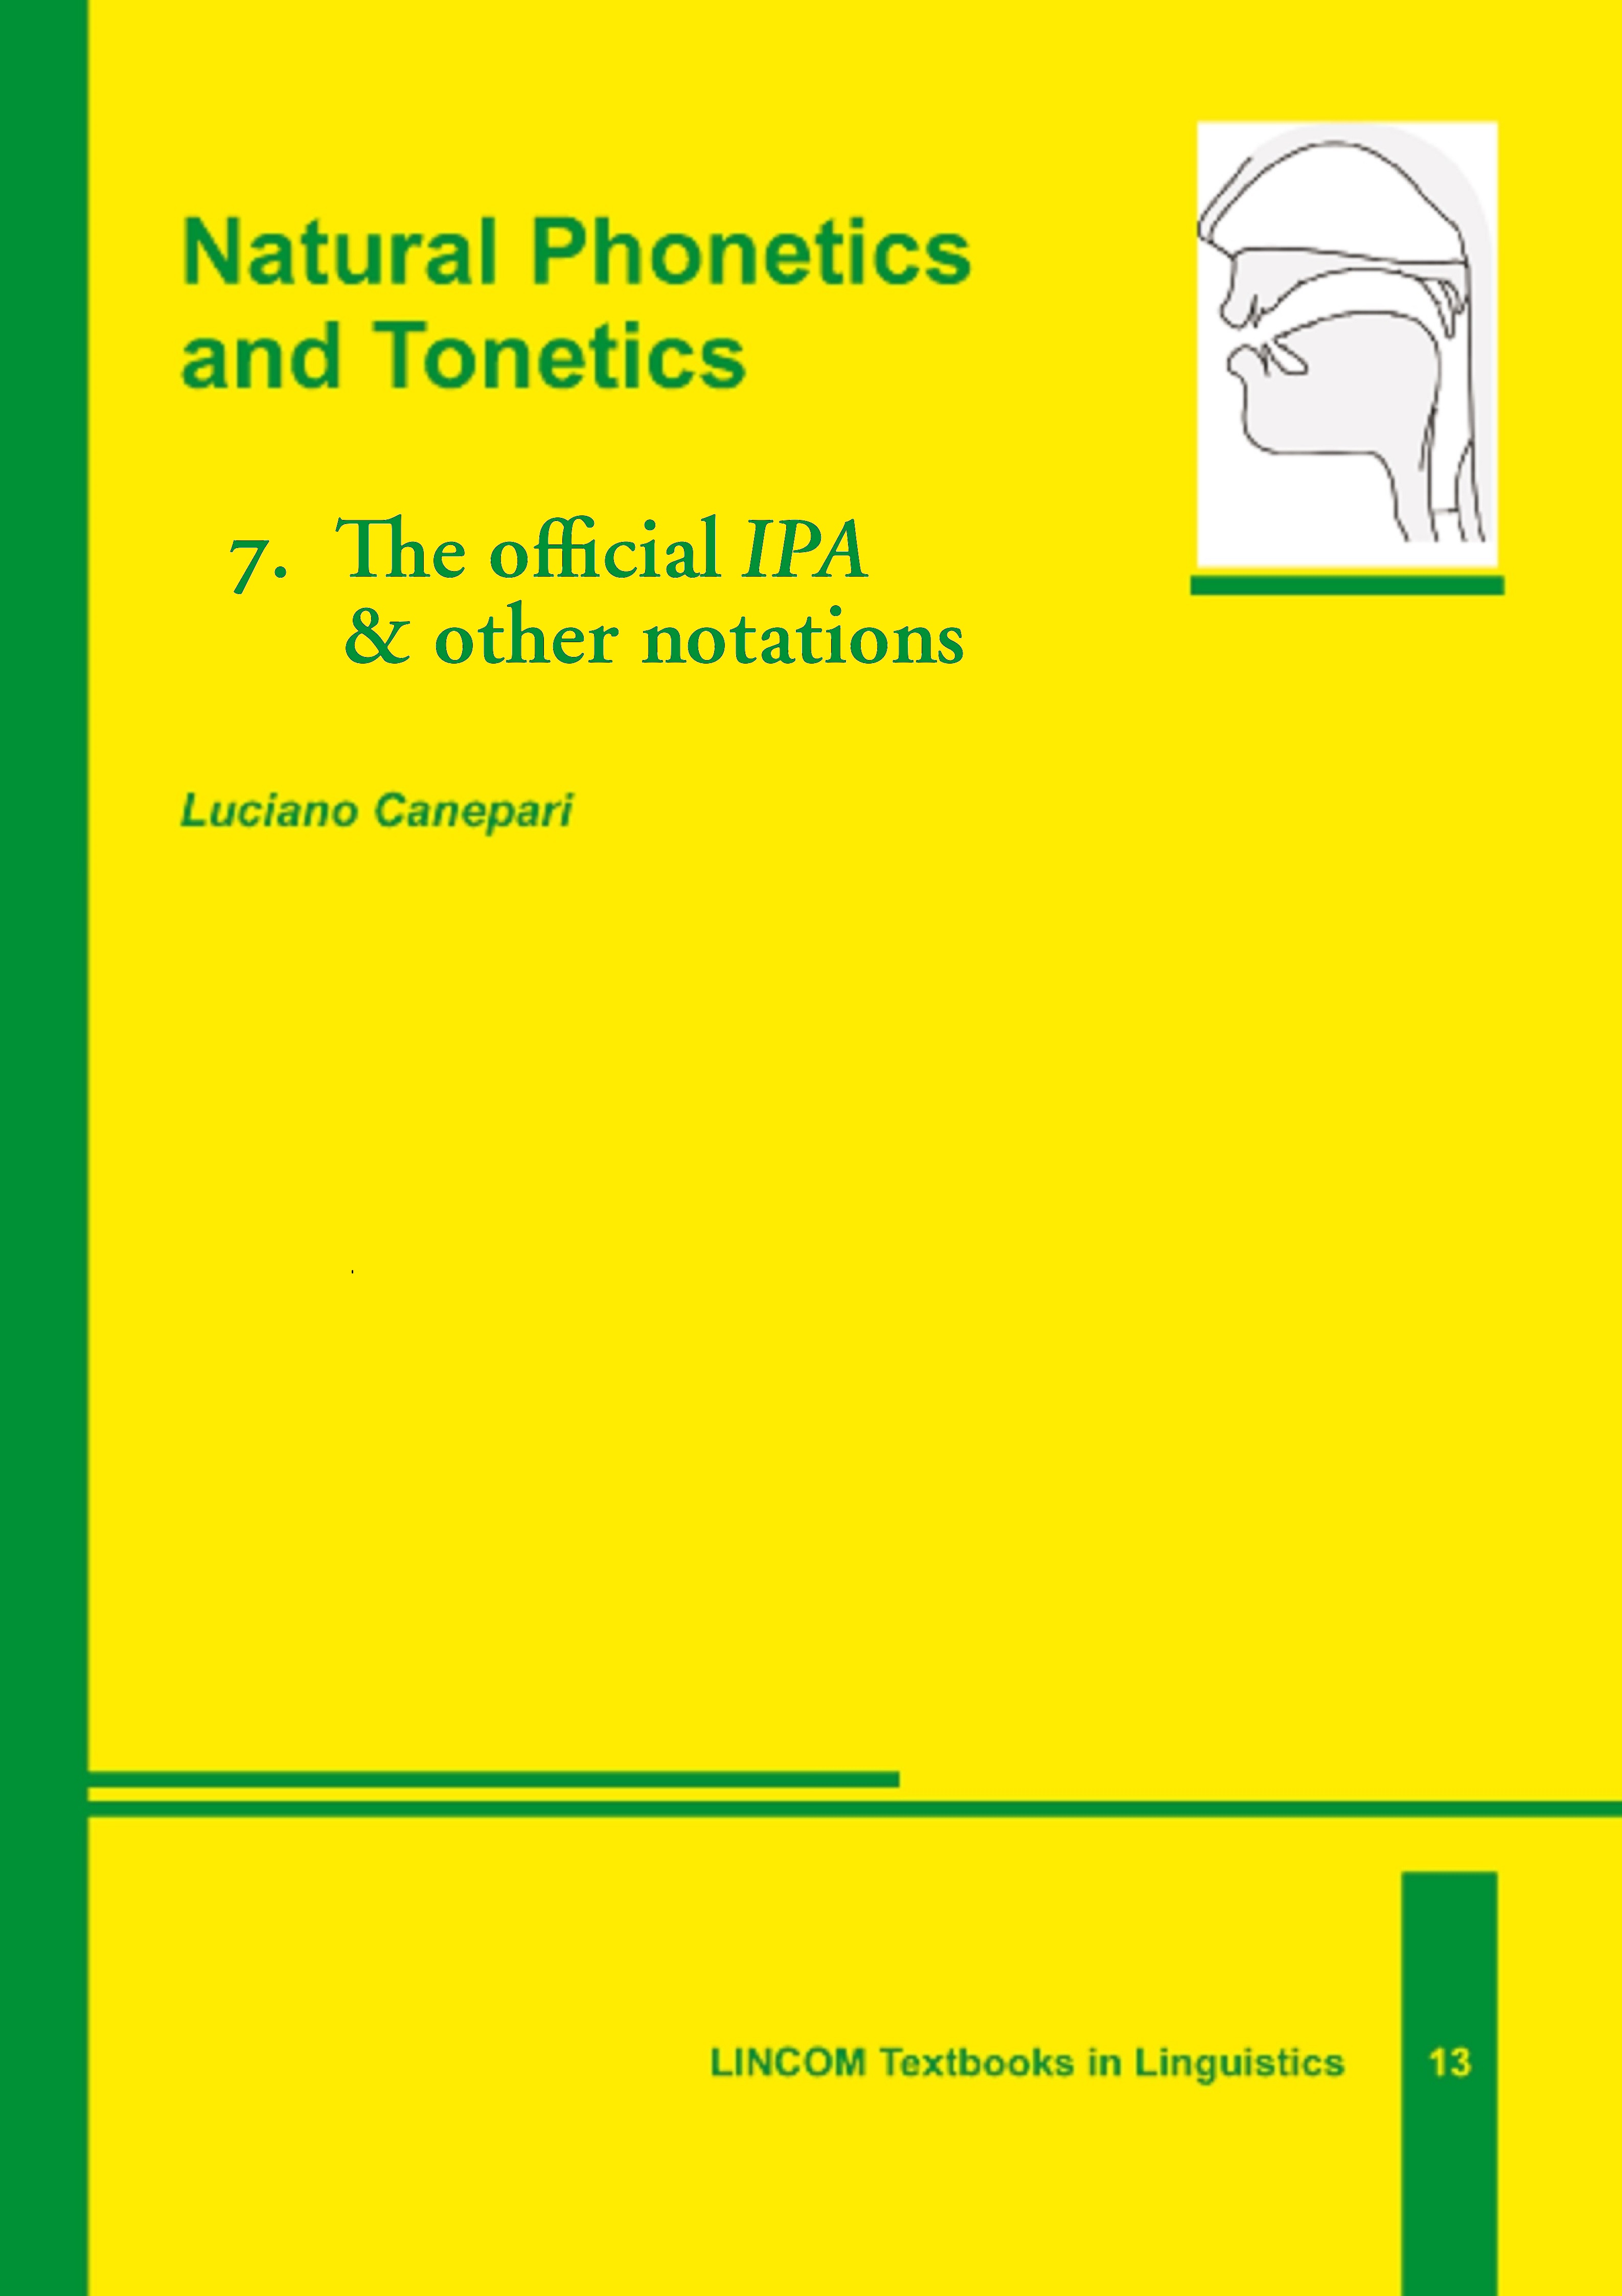 Natural Phonetics
and Tonetics
7. The official IPA
& other notations
Luciano Canepari
LINCOM Textbooks in Linguistics 13